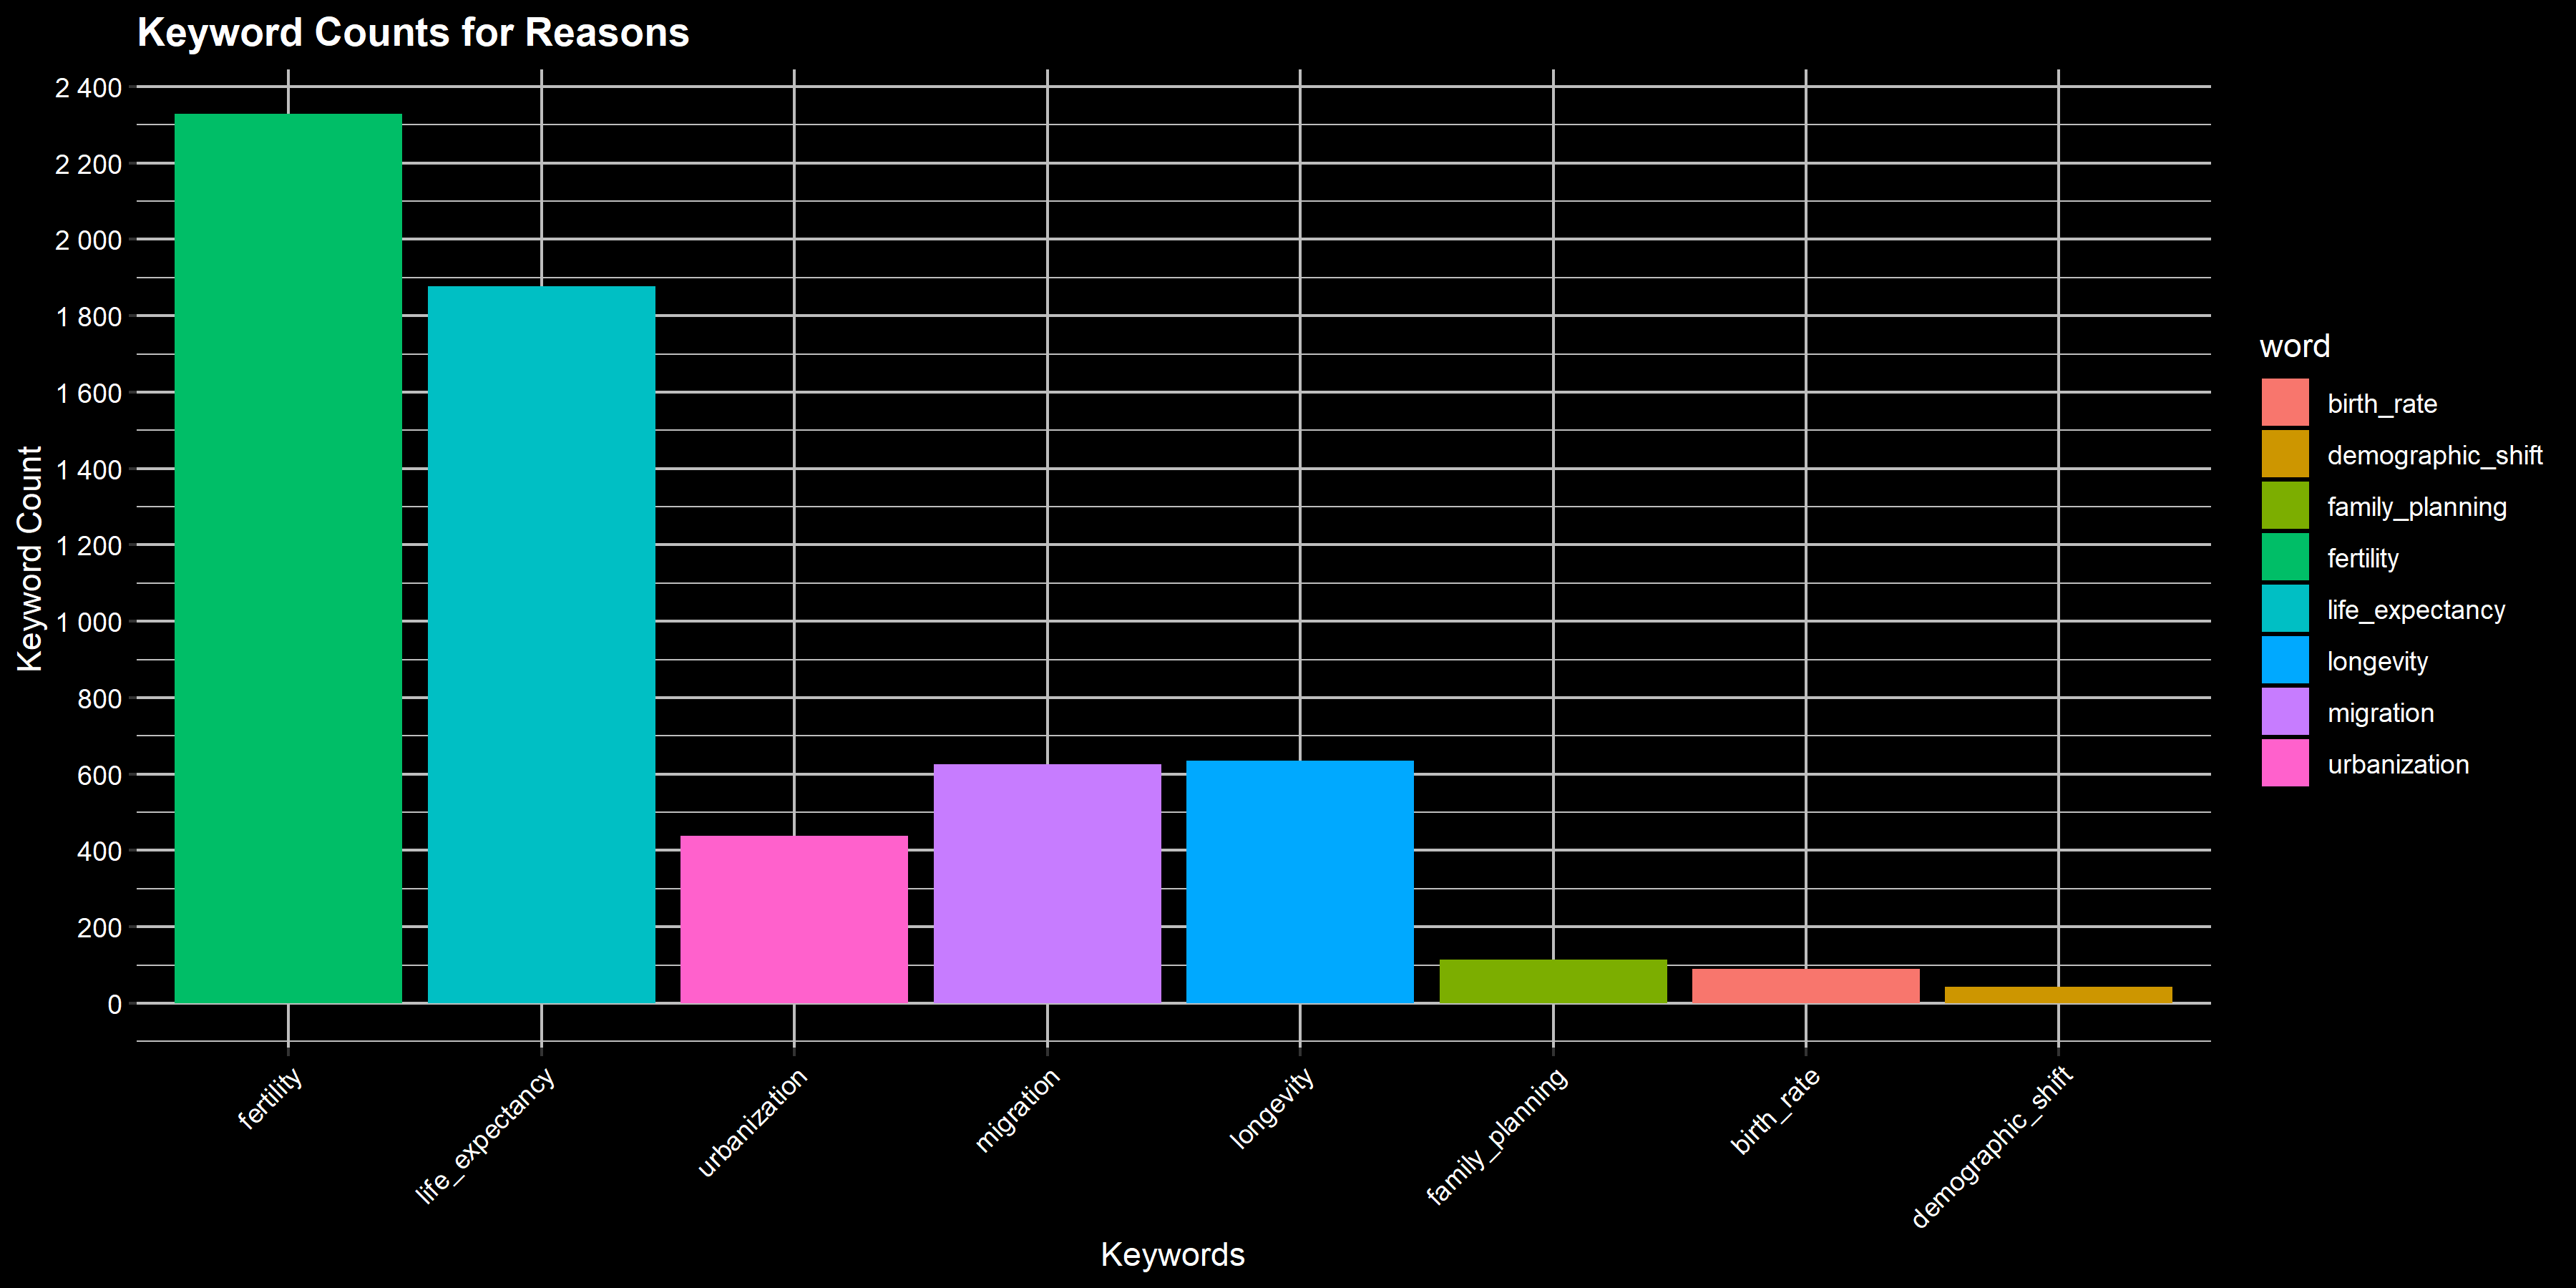 Keyword Counts for Reasons
Keyword Count
2 400
2 200
2 000
1 800
1 600
1 400
1 200
1 000
800
600
400
200
0
fertility
life_expectancy
urbanization
migration
longevity
family_planning
birth_rate
demographic_shift
Keywords
word
birth_rate
demographic_shift
family_planning
fertility
life_expectancy
longevity
migration
urbanization